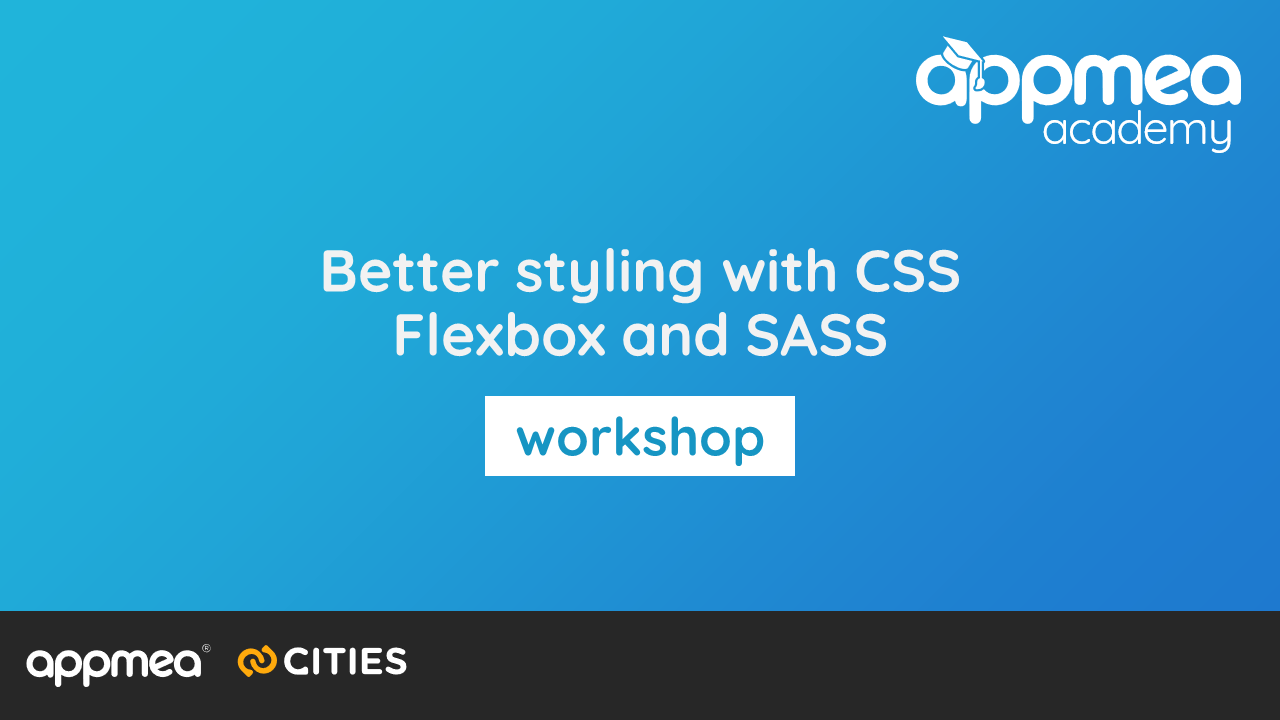 appmea
academy
Better styling with CSS
Flexbox and SASS
workshop
appmea®
CITIES